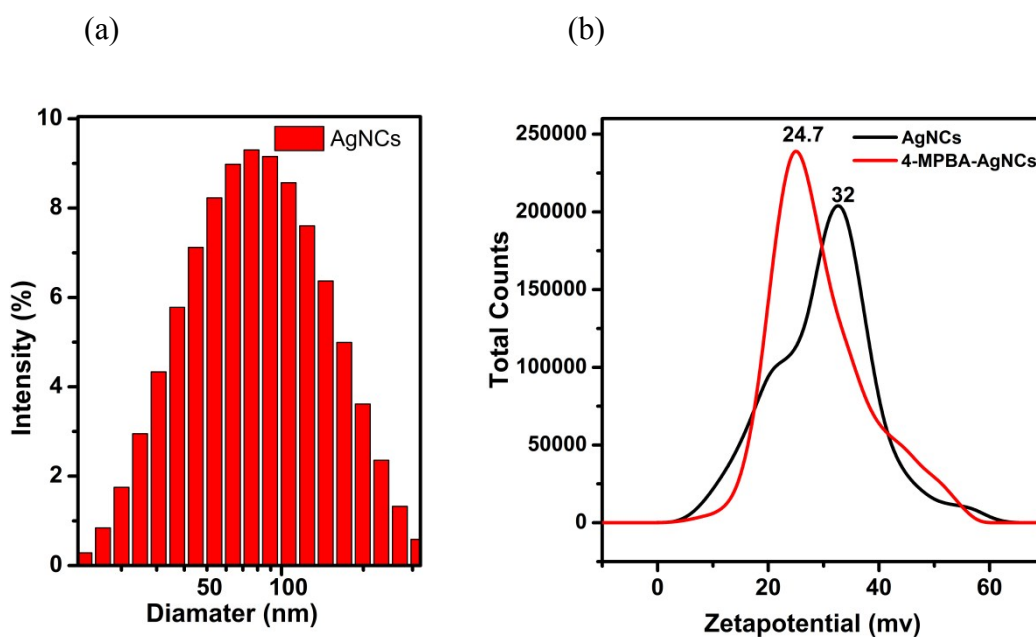 (a)
(b)
AgNCs
10
8
6
4
2
0
Intensity (%)
50
100
Diamater (nm)
24.7
32
AgNCs
4-MPBA-AgNCs
250000
200000
150000
100000
50000
0
Total Counts
0
20
40
60
Zetapotential (mv)